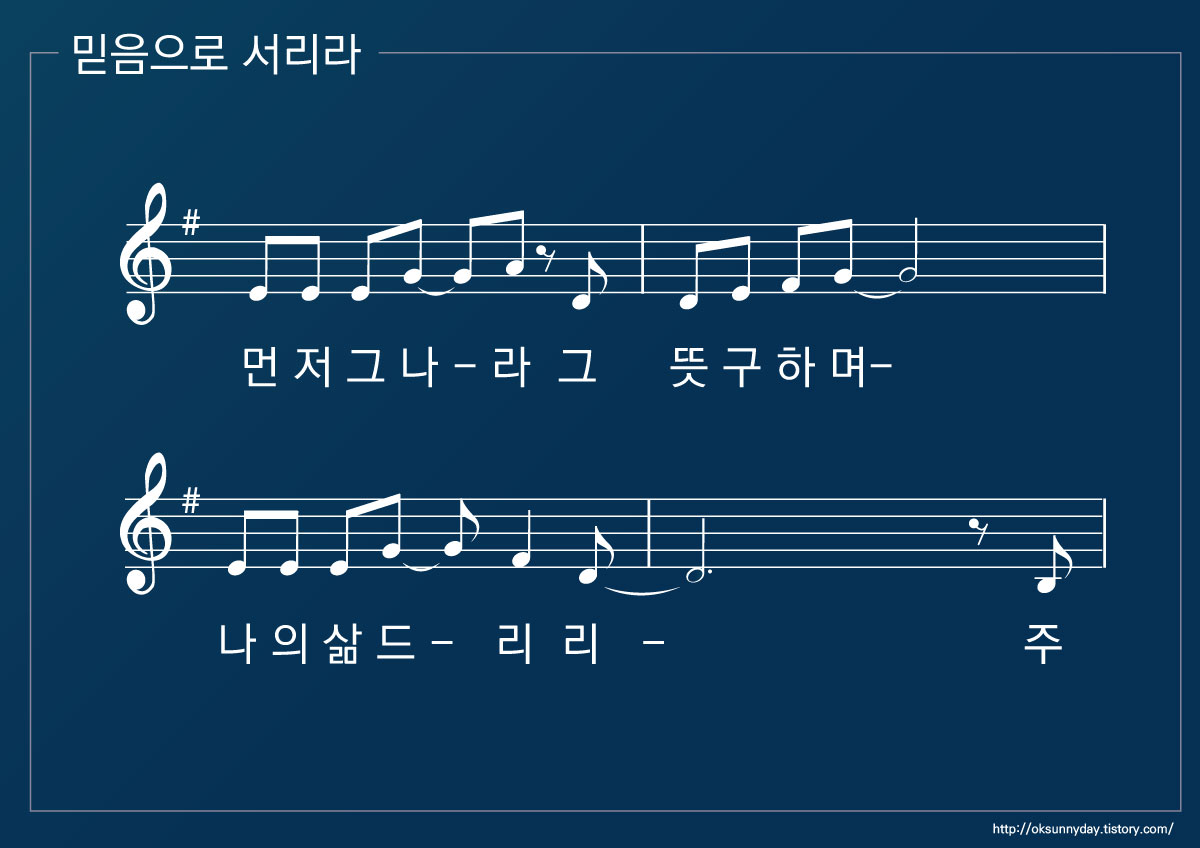 믿음으로 서리라
먼 저 그 나 – 라 그 뜻 구 하 며–
나 의 삶 드 – 리 리 – 주
http://oksunnyday.tistory.com/